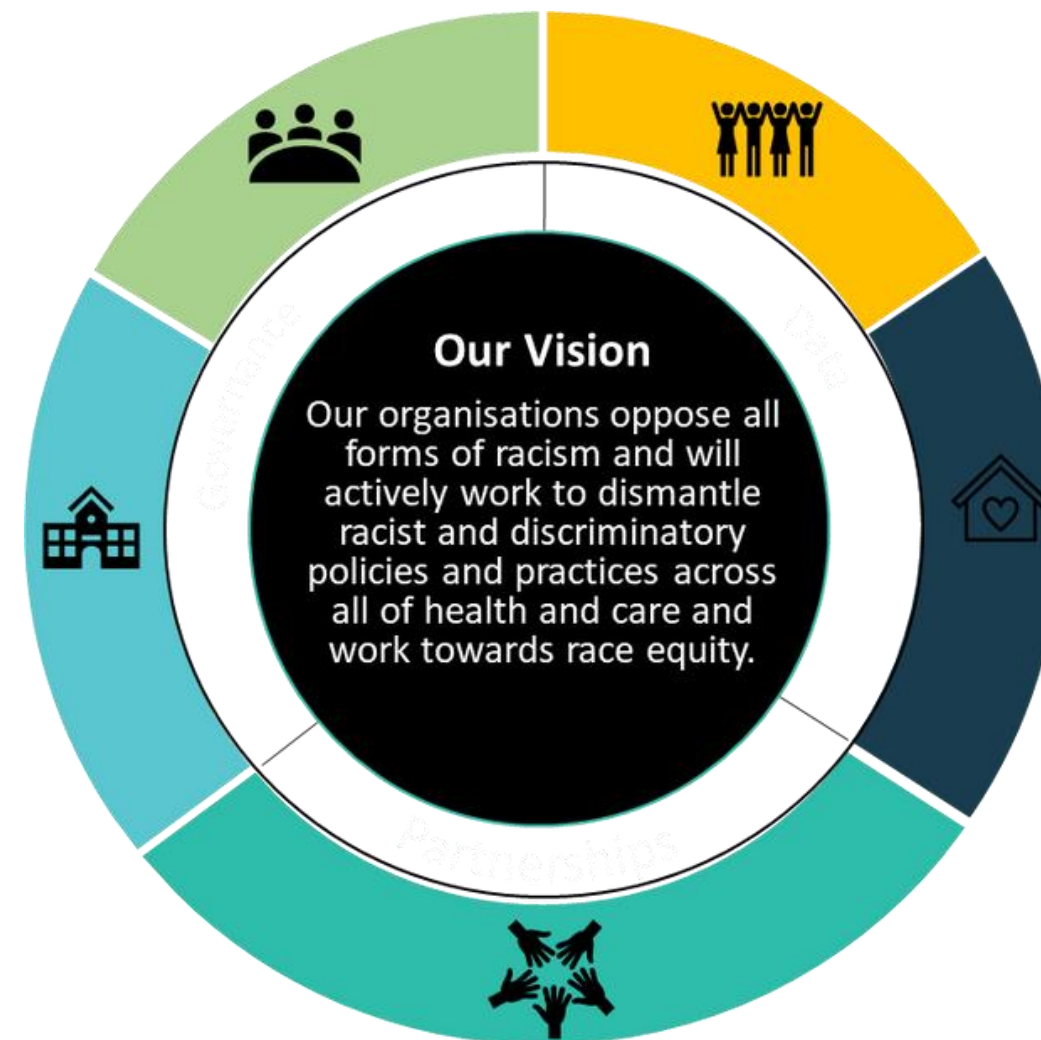 Our Vision
Our organisations oppose all
forms of racism and will
actively work to dismantle
racist and discriminatory
policies and practices across
all of health and care and
work towards race equity.
Governance
Data
Partnerships